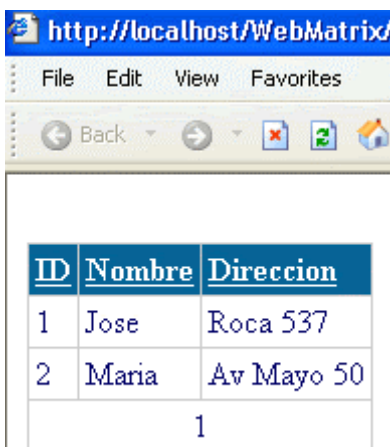 http://localhost/WebMatrix/
File Edit View Favorites
Back
ID Nombre Direccion
1 Jose Roca 537
2 Maria Av Mayo 50
1